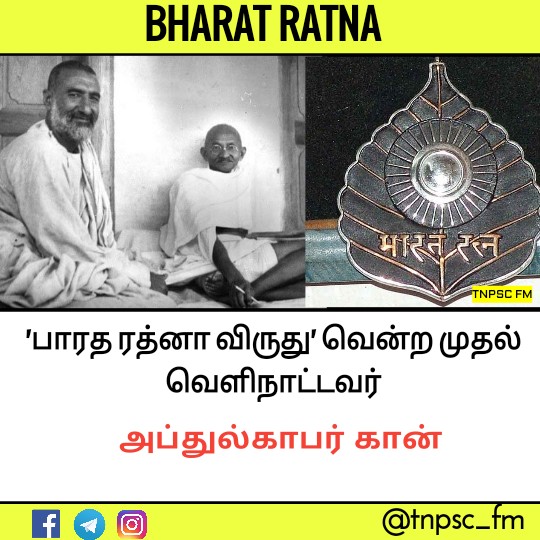 BHARAT RATNA
भारत रत्न
TNPSC FM
'பாரத ரத்னா விருது' வென்ற முதல்
வெளிநாட்டவர்
அப்துல்காபர் கான்
@tnpsc_fm